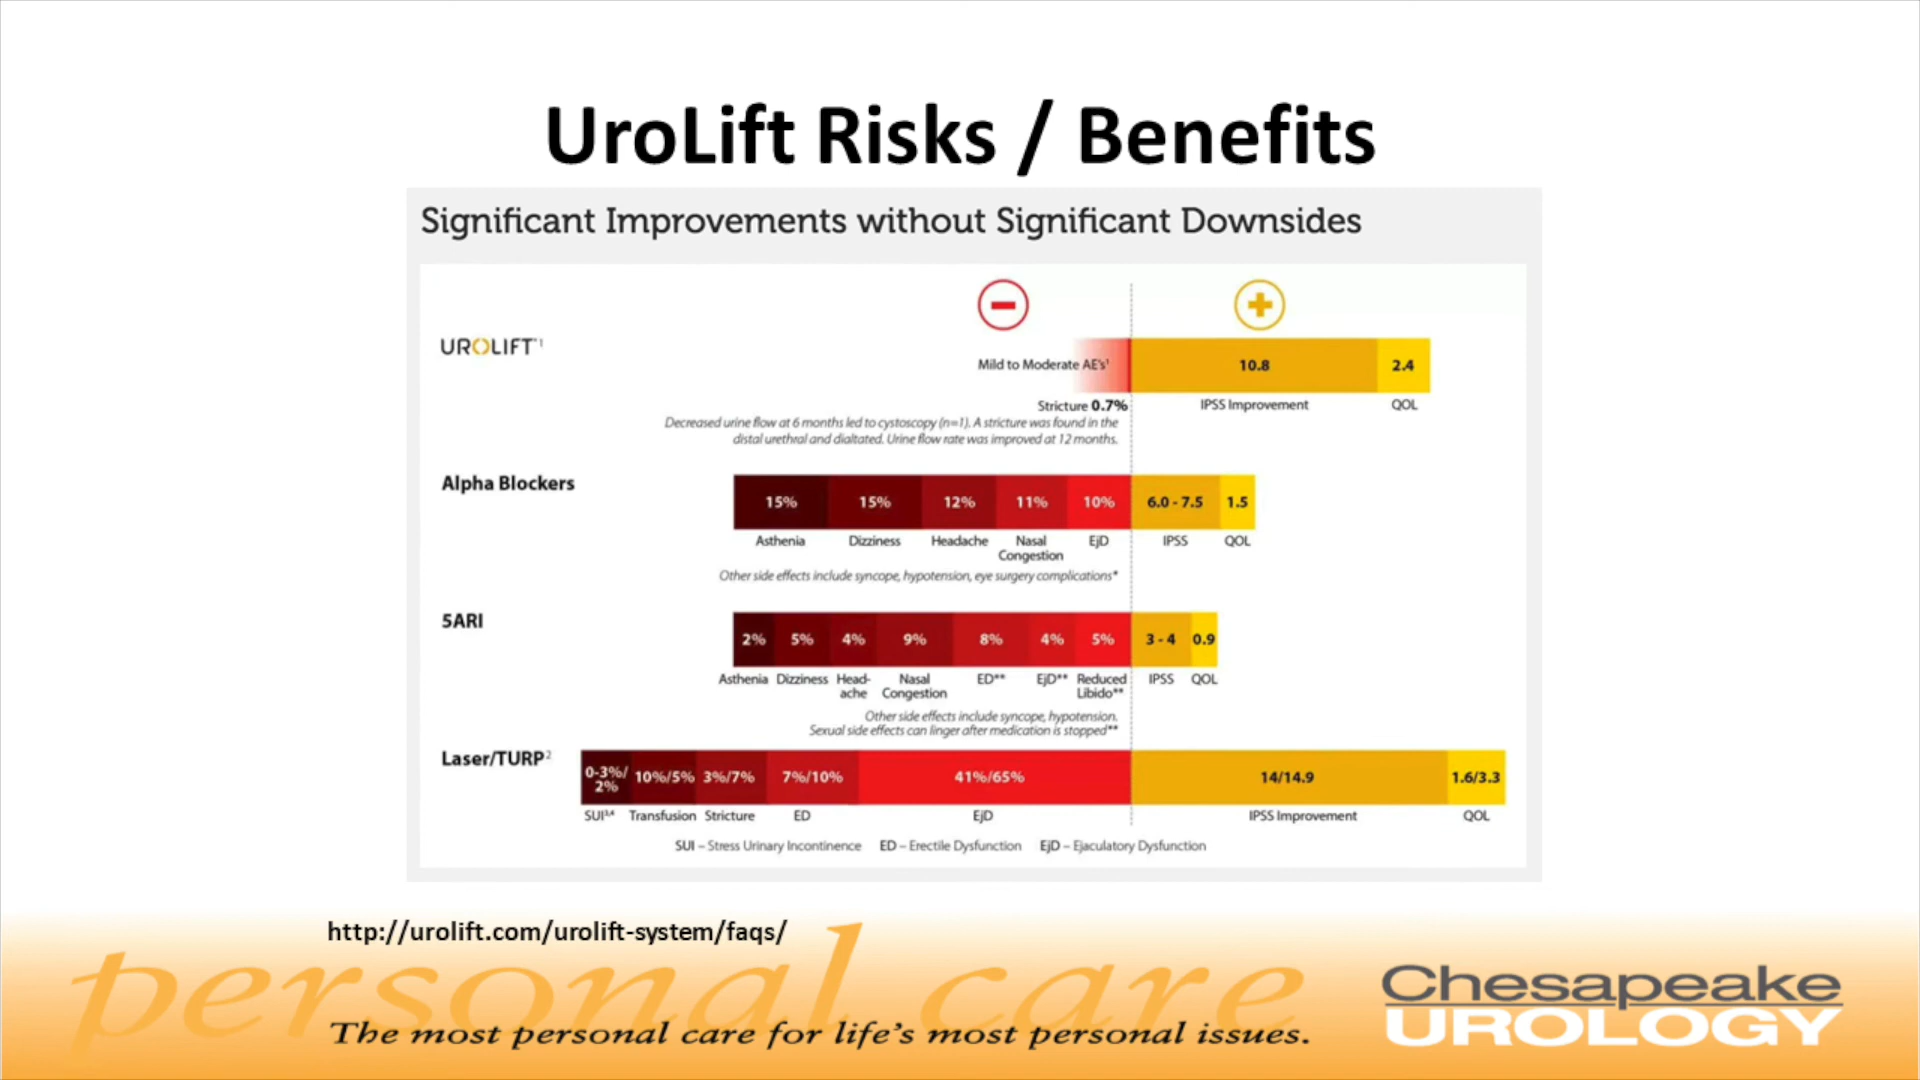 UroLift Risks / Benefits
Significant Improvements without Significant Downsides
UROLIFT¹
Mild to Moderate AE's¹
10.8
2.4
Stricture 0.7%
IPSS Improvement
QOL
Decreased urine flow at 6 months led to cystoscopy (n=1). A stricture was found in the
distal urethral and dialtated. Urine flow rate was improved at 12 months.
Alpha Blockers
15% 15% 12% 11% 10% 6.0 - 7.5 1.5
Asthenia Dizziness Headache Nasal Congestion EjD IPSS QOL
Other side effects include syncope, hypotension, eye surgery complications*
5ARI
2% 5% 4% 9% 8% 4% 5% 3 - 4 0.9
Asthenia Dizziness Head-ache Nasal Congestion ED** EjD** Reduced Libido** IPSS QOL
Other side effects include syncope, hypotension.
Sexual side effects can linger after medication is stopped**
Laser/TURP²
0-3%/2% 10%/5% 3%/7% 7%/10% 41%/65% 14/14.9 1.6/3.3
SUI³,⁴ Transfusion Stricture ED EjD IPSS Improvement QOL
SUI – Stress Urinary Incontinence ED – Erectile Dysfunction EjD – Ejaculatory Dysfunction
http://urolift.com/urolift-system/faqs/
personal care
The most personal care for life's most personal issues.
Chesapeake
UROLOGY